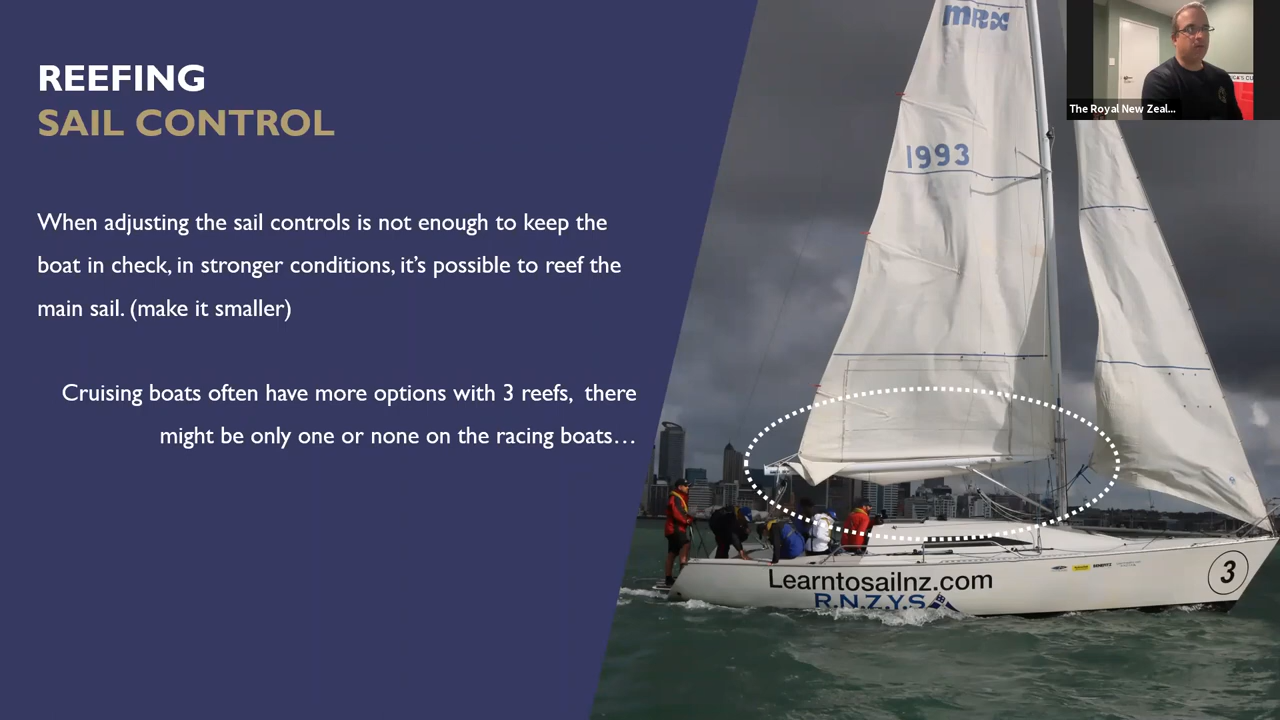 REEFING
SAIL CONTROL
When adjusting the sail controls is not enough to keep the
boat in check, in stronger conditions, it’s possible to reef the
main sail. (make it smaller)
Cruising boats often have more options with 3 reefs,  there
might be only one or none on the racing boats…
MRX
1993
The Royal New Zeal...
Learntosailnz.com
R.N.Z.Y.S
3